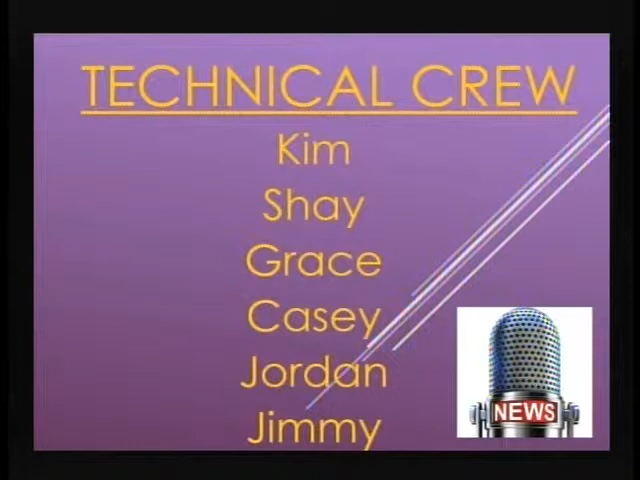 TECHNICAL CREW
Kim
Shay
Grace
Casey
Jordan
Jimmy
NEWS